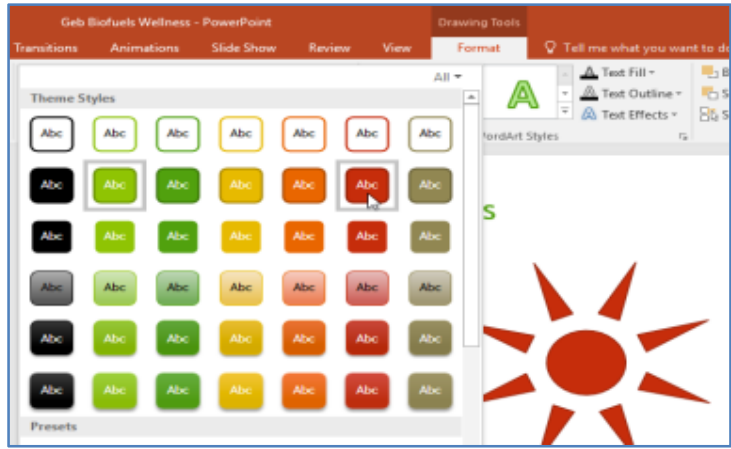 Geb Biofuels Wellness - PowerPoint
Drawing Tools
Transitions Animations Slide Show Review View Format Tell me what you want to do
All
Theme Styles
Text Fill
Text Outline
Text Effects
WordArt Styles
Abc Abc Abc Abc Abc Abc Abc
Abc Abc Abc Abc Abc Abc Abc
Abc Abc Abc Abc Abc Abc Abc
Abc Abc Abc Abc Abc Abc Abc
Abc Abc Abc Abc Abc Abc Abc
Abc Abc Abc Abc Abc Abc Abc
Presets
A
B
S
S
s